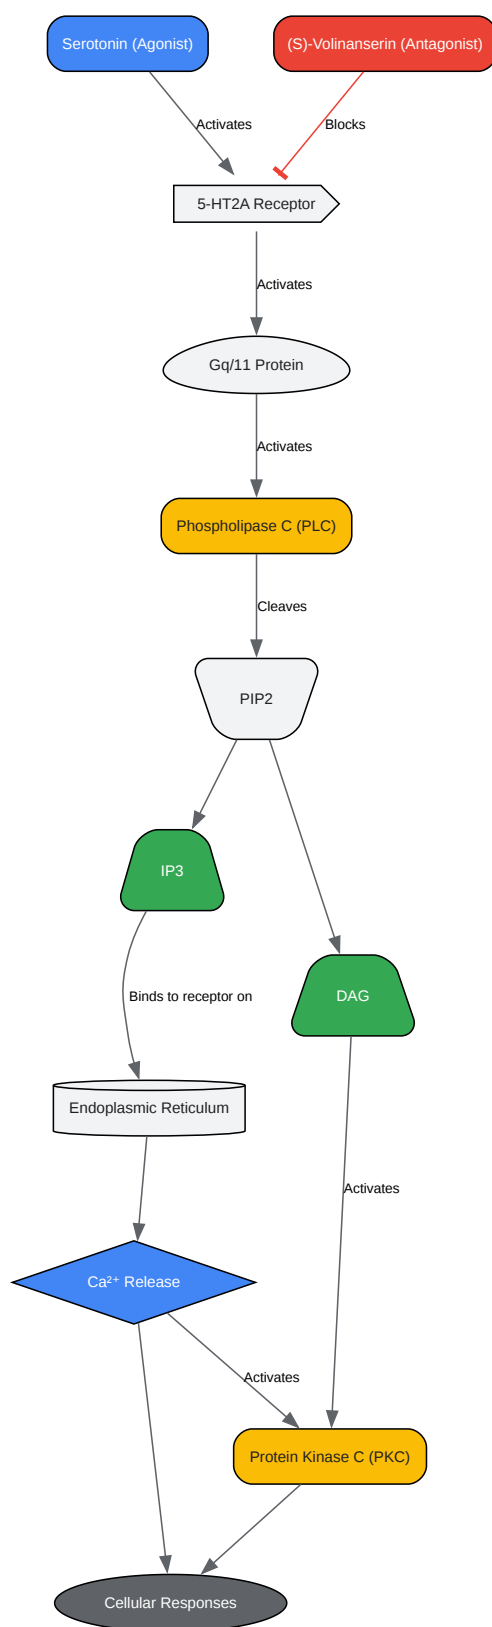 Serotonin (Agonist)
(S)-Volinanserin (Antagonist)
Activates
Blocks
5-HT2A Receptor
Activates
Gq/11 Protein
Activates
Phospholipase C (PLC)
Cleaves
PIP2
IP3
DAG
Binds to receptor on
Endoplasmic Reticulum
Activates
Ca²⁺ Release
Activates
Protein Kinase C (PKC)
Cellular Responses